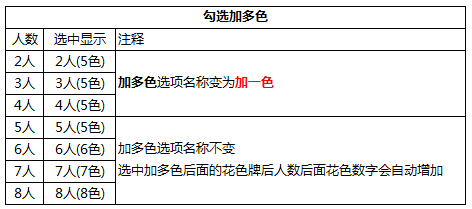 勾选加多色
人数 选中显示 注释
2人 2人(5色)
3人 3人(5色) 加多色选项名称变为加一色
4人 4人(5色)
5人 5人(5色)
6人 6人(6色) 加多色选项名称不变
7人 7人(7色) 选中加多色后面的花色牌后人数后面花色数字会自动增加
8人 8人(8色)